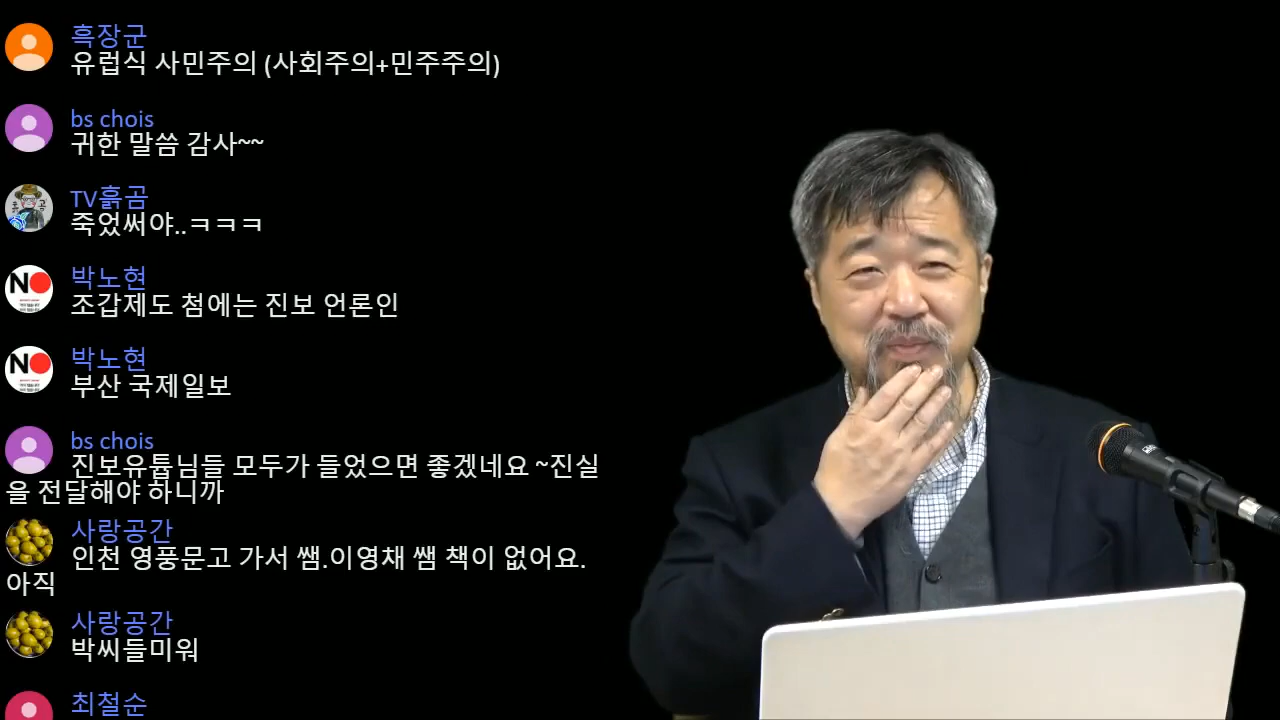 흑장군
유럽식 사민주의 (사회주의+민주주의)
bs chois
귀한 말씀 감사~~
TV흙곰
죽었써야..ㅋㅋㅋ
박노현
NO
조갑제도 첨에는 진보 언론인
박노현
NO
부산 국제일보
bs chois
진보유튭님들 모두가 들었으면 좋겠네요 ~진실
을 전달해야 하니까
사랑공간
인천 영풍문고 가서 쌤.이영채 쌤 책이 없어요.
아직
사랑공간
박씨들미워
최철순